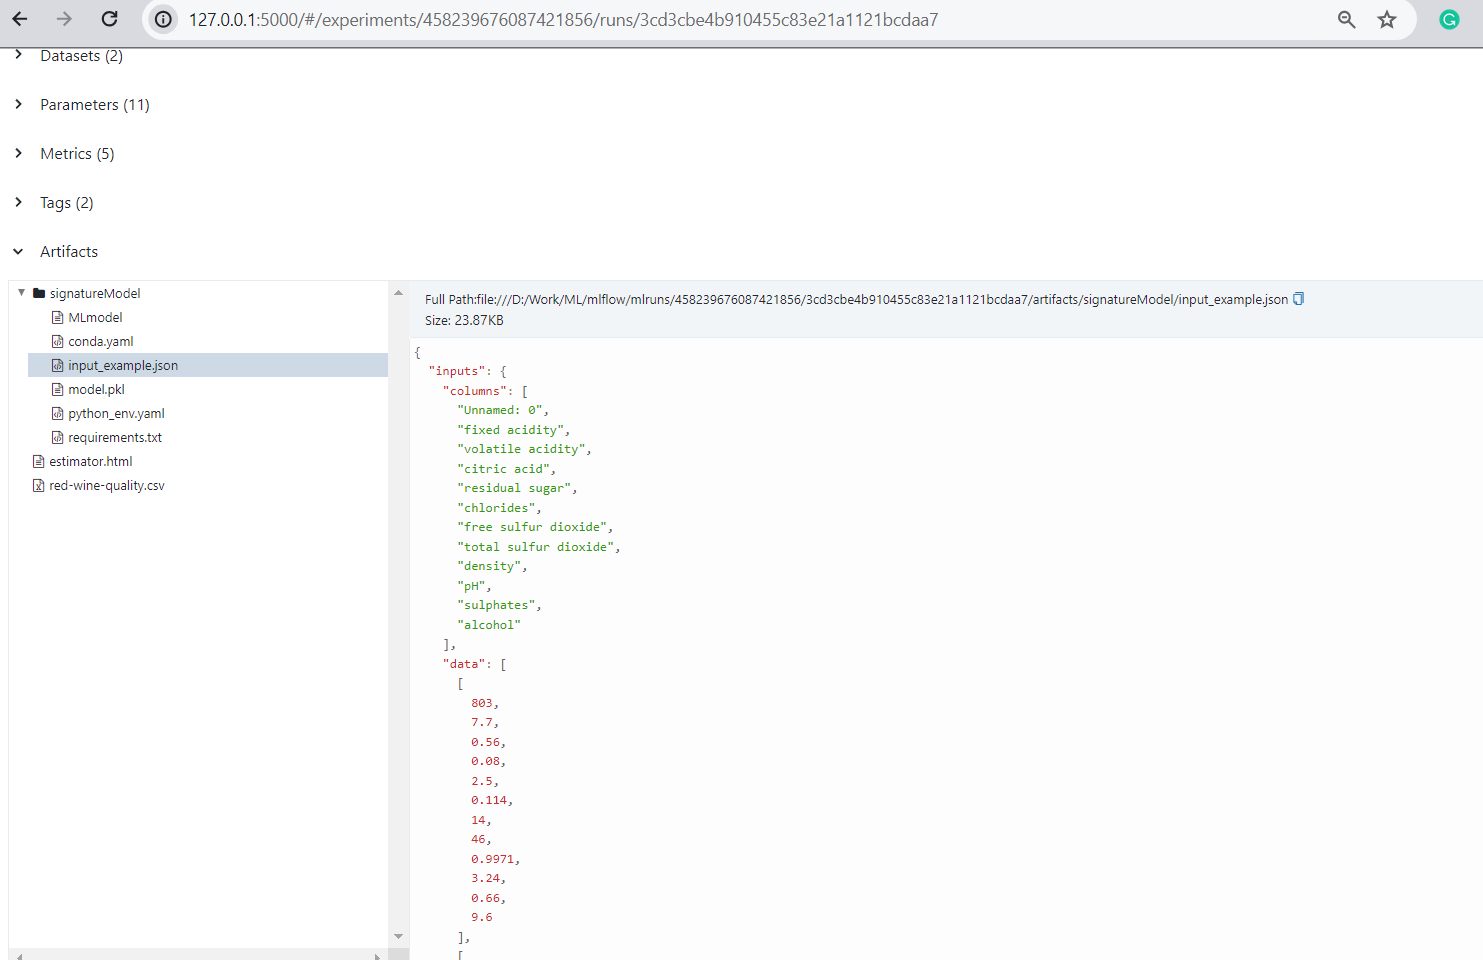 127.0.0.1:5000/#/experiments/458239676087421856/runs/3cd3cbe4b910455c83e21a1121bcdaa7
Datasets (2)
Parameters (11)
Metrics (5)
Tags (2)
Artifacts
signatureModel
MLmodel
conda.yaml
input_example.json
model.pkl
python_env.yaml
requirements.txt
estimator.html
red-wine-quality.csv
Full Path:file:///D:/Work/ML/mlflow/mlruns/458239676087421856/3cd3cbe4b910455c83e21a1121bcdaa7/artifacts/signatureModel/input_example.json
Size: 23.87KB
{
"inputs": {
"columns": [
"Unnamed: 0",
"fixed acidity",
"volatile acidity",
"citric acid",
"residual sugar",
"chlorides",
"free sulfur dioxide",
"total sulfur dioxide",
"density",
"pH",
"sulphates",
"alcohol"
],
"data": [
[
803,
7.7,
0.56,
0.08,
2.5,
0.114,
14,
46,
0.9971,
3.24,
0.66,
9.6
],
[